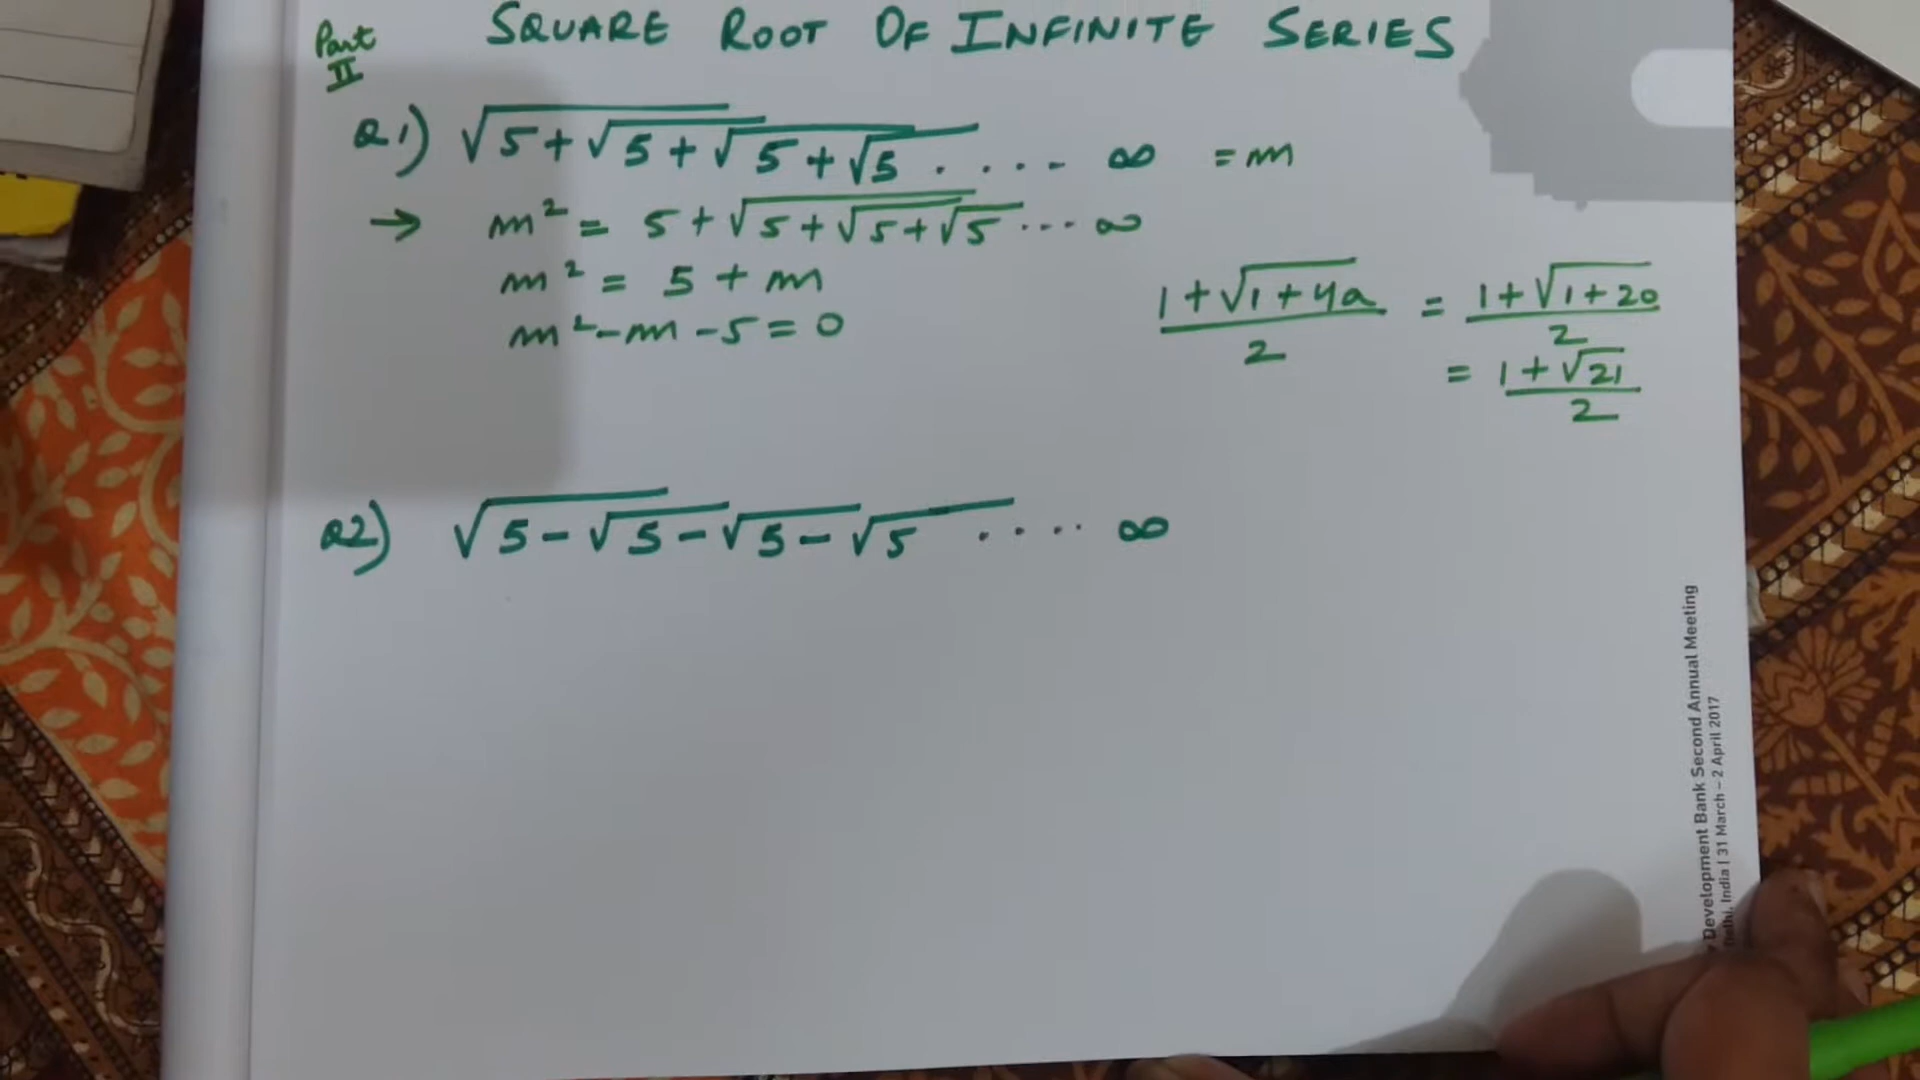 Part II
SQUARE ROOT OF INFINITE SERIES
Q1) √5+√5+√5+√5 . . . . . ∞ = m
→ m² = 5+√5+√5+√5 ... ∞
m² = 5 + m
m² - m - 5 = 0
1+√1+4a / 2 = 1+√1+20 / 2
= 1+√21 / 2
Q2) √5-√5-√5-√5 . . . . ∞
Development Bank Second Annual Meeting
Delhi, India | 31 March – 2 April 2017